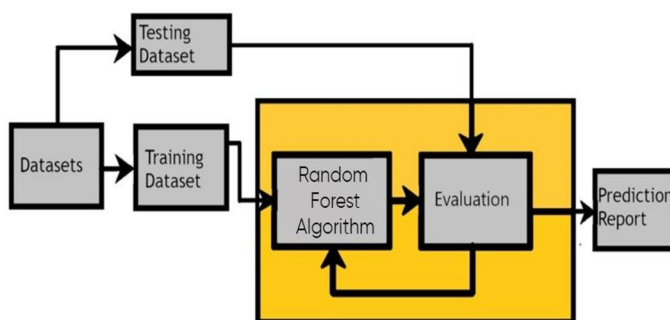 Testing
Dataset
Datasets
Training
Dataset
Random
Forest
Algorithm
Evaluation
Prediction
Report